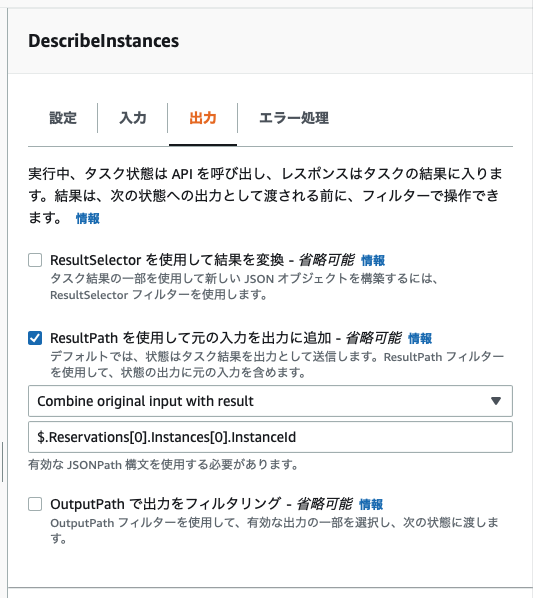 DescribeInstances
設定
入力
出力
エラー処理
実行中、タスク状態は API を呼び出し、レスポンスはタスクの結果に入りま
す。結果は、次の状態への出力として渡される前に、フィルターで操作でき
ます。 情報
ResultSelector を使用して結果を変換 - 省略可能 情報
タスク結果の一部を使用して新しい JSON オブジェクトを構築するには、
ResultSelector フィルターを使用します。
ResultPath を使用して元の入力を出力に追加 - 省略可能 情報
デフォルトでは、状態はタスク結果を出力として送信します。ResultPath フィルター
を使用して、状態の出力に元の入力を含めます。
Combine original input with result
$.Reservations[0].Instances[0].InstanceId
有効な JSONPath 構文を使用する必要があります。
OutputPath で出力をフィルタリング - 省略可能 情報
OutputPath フィルターを使用して、有効な出力の一部を選択し、次の状態に渡しま
す。